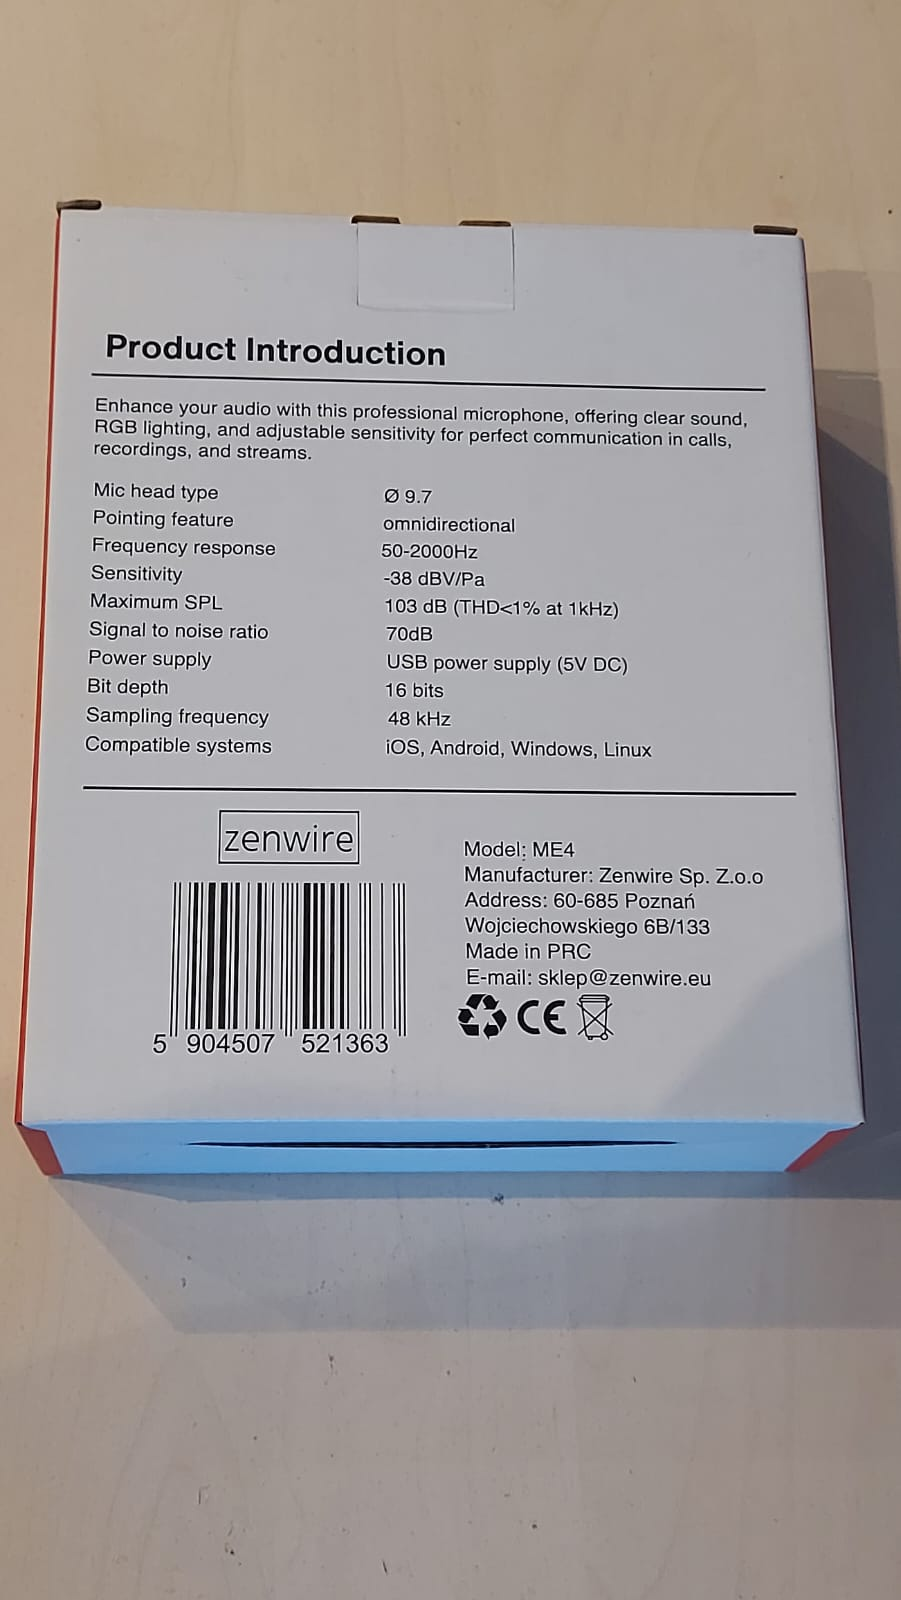 Product Introduction
Enhance your audio with this professional microphone, offering clear sound,
RGB lighting, and adjustable sensitivity for perfect communication in calls,
recordings, and streams.
Mic head type Ø 9.7
Pointing feature omnidirectional
Frequency response 50-2000Hz
Sensitivity -38 dBV/Pa
Maximum SPL 103 dB (THD<1% at 1kHz)
Signal to noise ratio 70dB
Power supply USB power supply (5V DC)
Bit depth 16 bits
Sampling frequency 48 kHz
Compatible systems iOS, Android, Windows, Linux
zenwire
5 904507 521363
Model: ME4
Manufacturer: Zenwire Sp. Z.o.o
Address: 60-685 Poznań
Wojciechowskiego 6B/133
Made in PRC
E-mail: sklep@zenwire.eu
CE